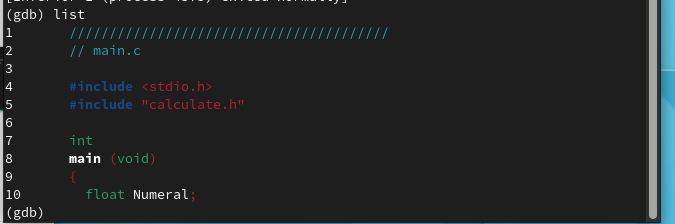 (gdb) list
1 ////////////////////////////////////////
2 // main.c
3
4 #include <stdio.h>
5 #include "calculate.h"
6
7 int
8 main (void)
9 {
10 float Numeral;
(gdb)